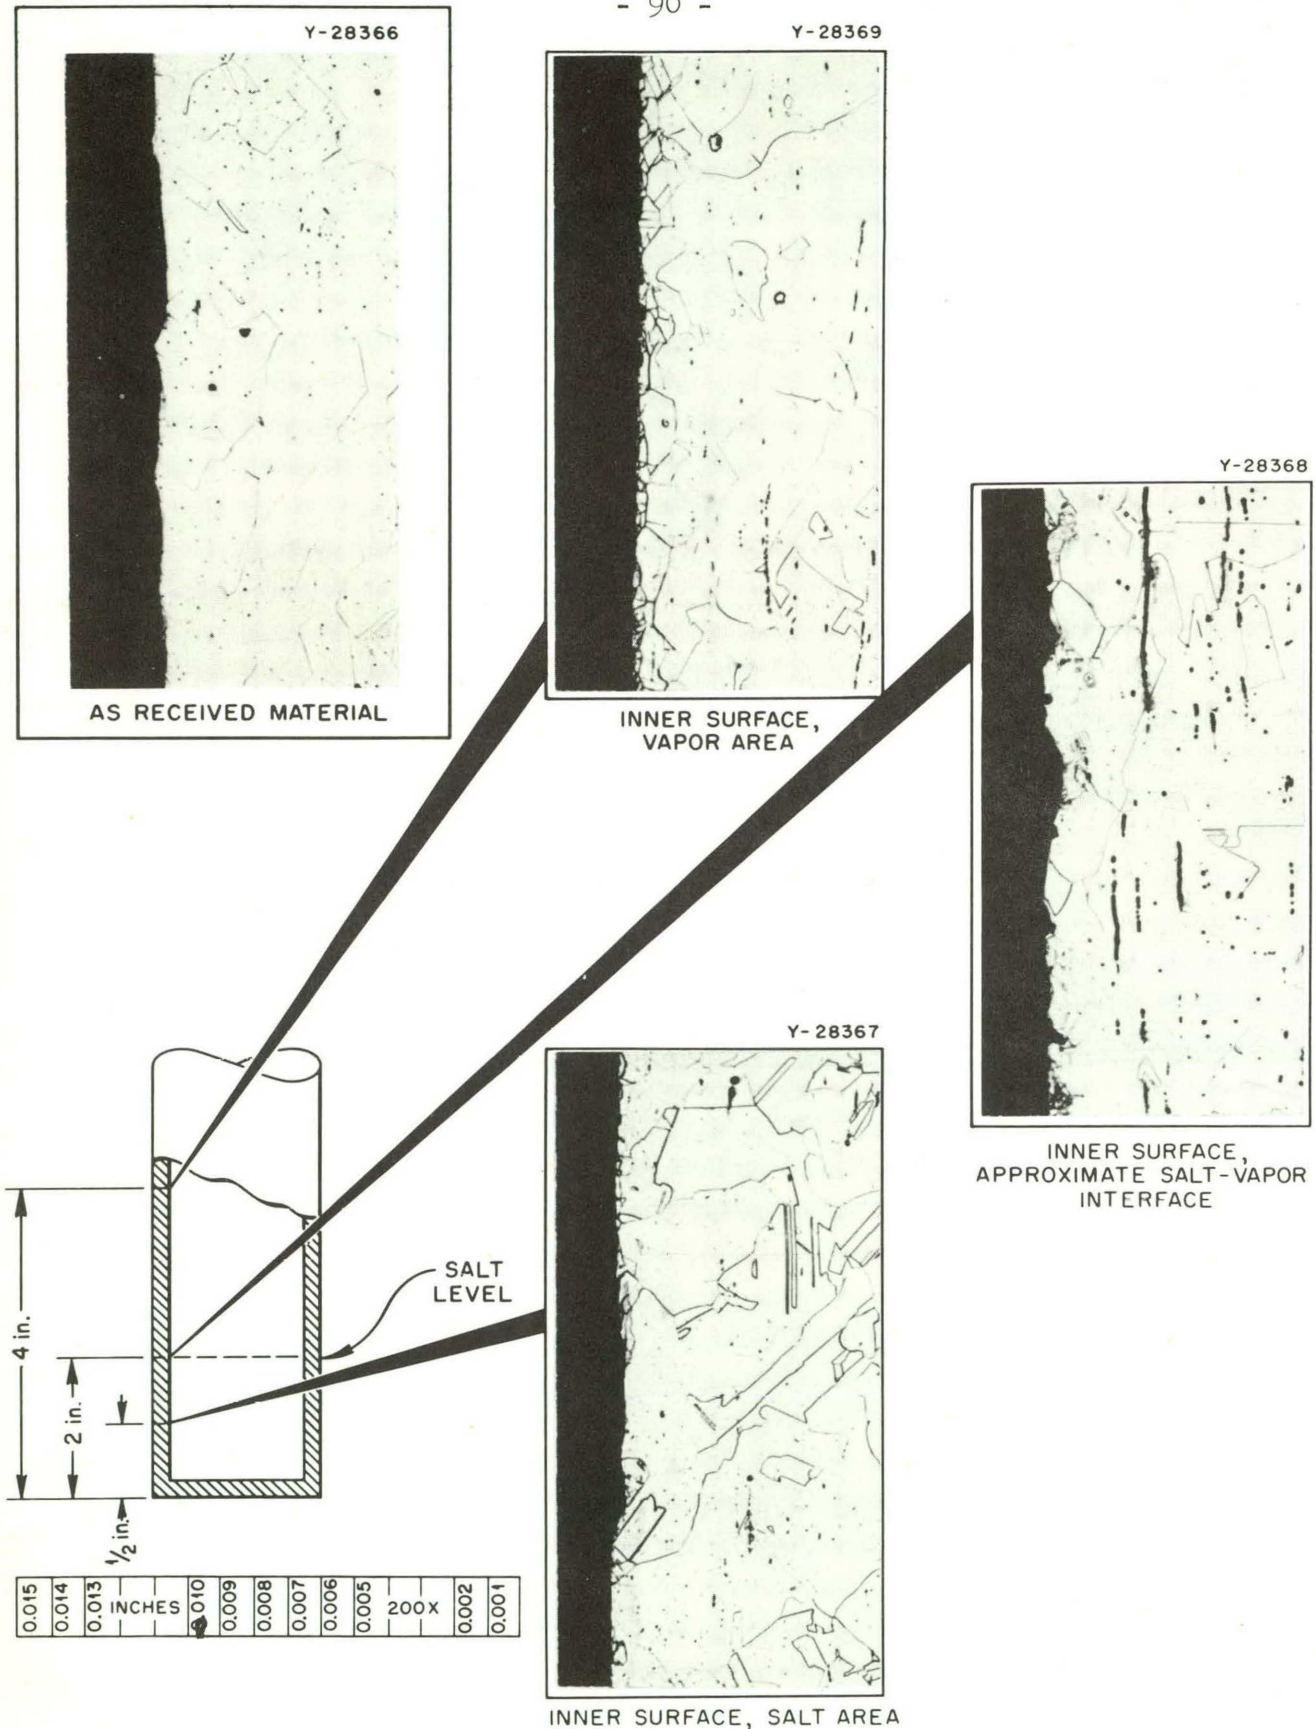 - 90 -
Y-28366
AS RECEIVED MATERIAL
Y-28369
INNER SURFACE,
VAPOR AREA
Y-28368
INNER SURFACE,
APPROXIMATE SALT-VAPOR
INTERFACE
Y-28367
INNER SURFACE, SALT AREA
SALT
LEVEL
4 in.
2 in.
1/2 in.
0.015
0.014
0.013
INCHES
0.010
0.009
0.008
0.007
0.006
0.005
200X
0.002
0.001